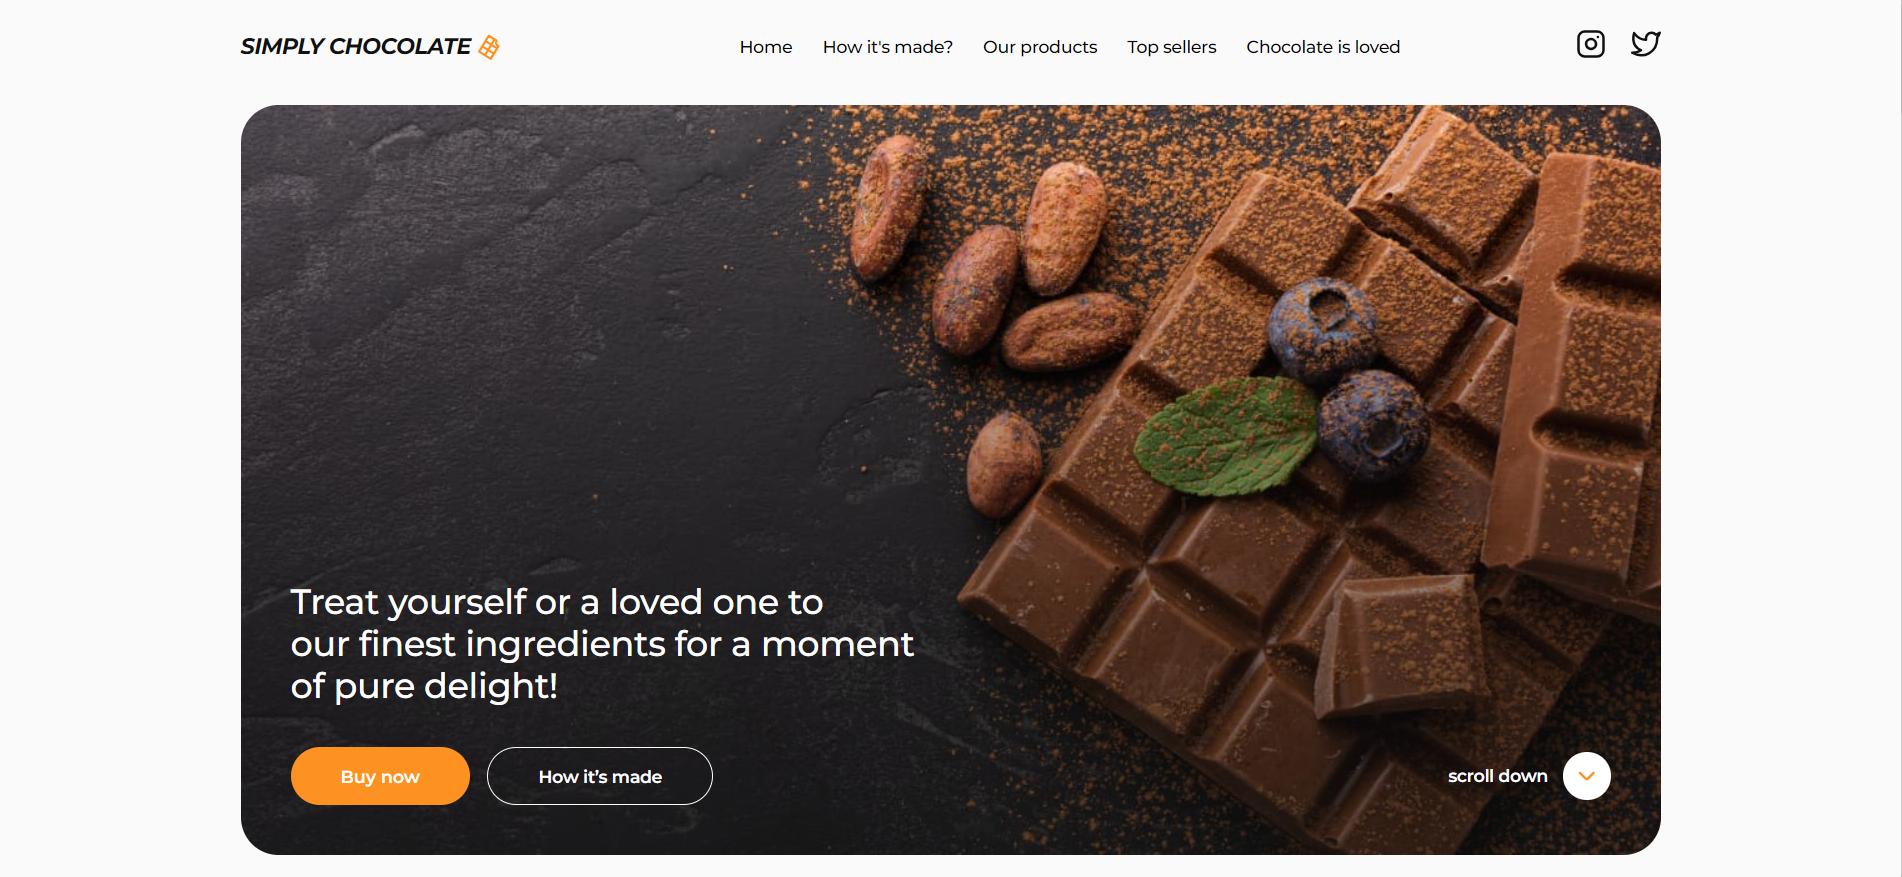 SIMPLY CHOCOLATE
Home How it's made? Our products Top sellers Chocolate is loved
Treat yourself or a loved one to
our finest ingredients for a moment
of pure delight!
Buy now
How it’s made
scroll down